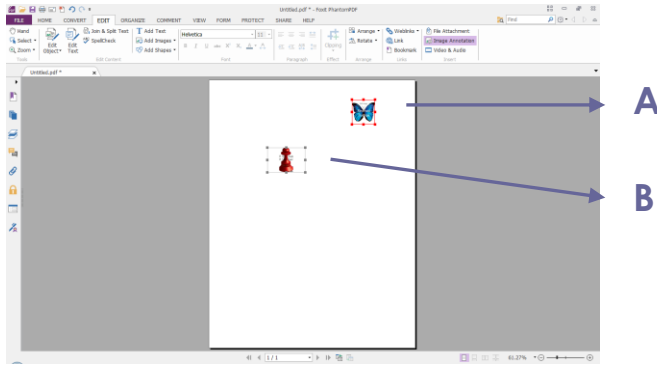 Untitled.pdf * - Foxit PhantomPDF
FILE HOME CONVERT EDIT ORGANIZE COMMENT VIEW FORM PROTECT SHARE HELP Find
Hand Join & Split Text Add Text Helvetica Arrange Weblinks File Attachment
Select Edit Object Edit Text SpellCheck Add Images Clipping Rotate Link Image Annotation
Zoom Add Shapes Bookmark Video & Audio
Tools Edit Content Font Paragraph Effect Arrange Links Insert
Untitled.pdf * x
A
B
1 / 1 61.27%